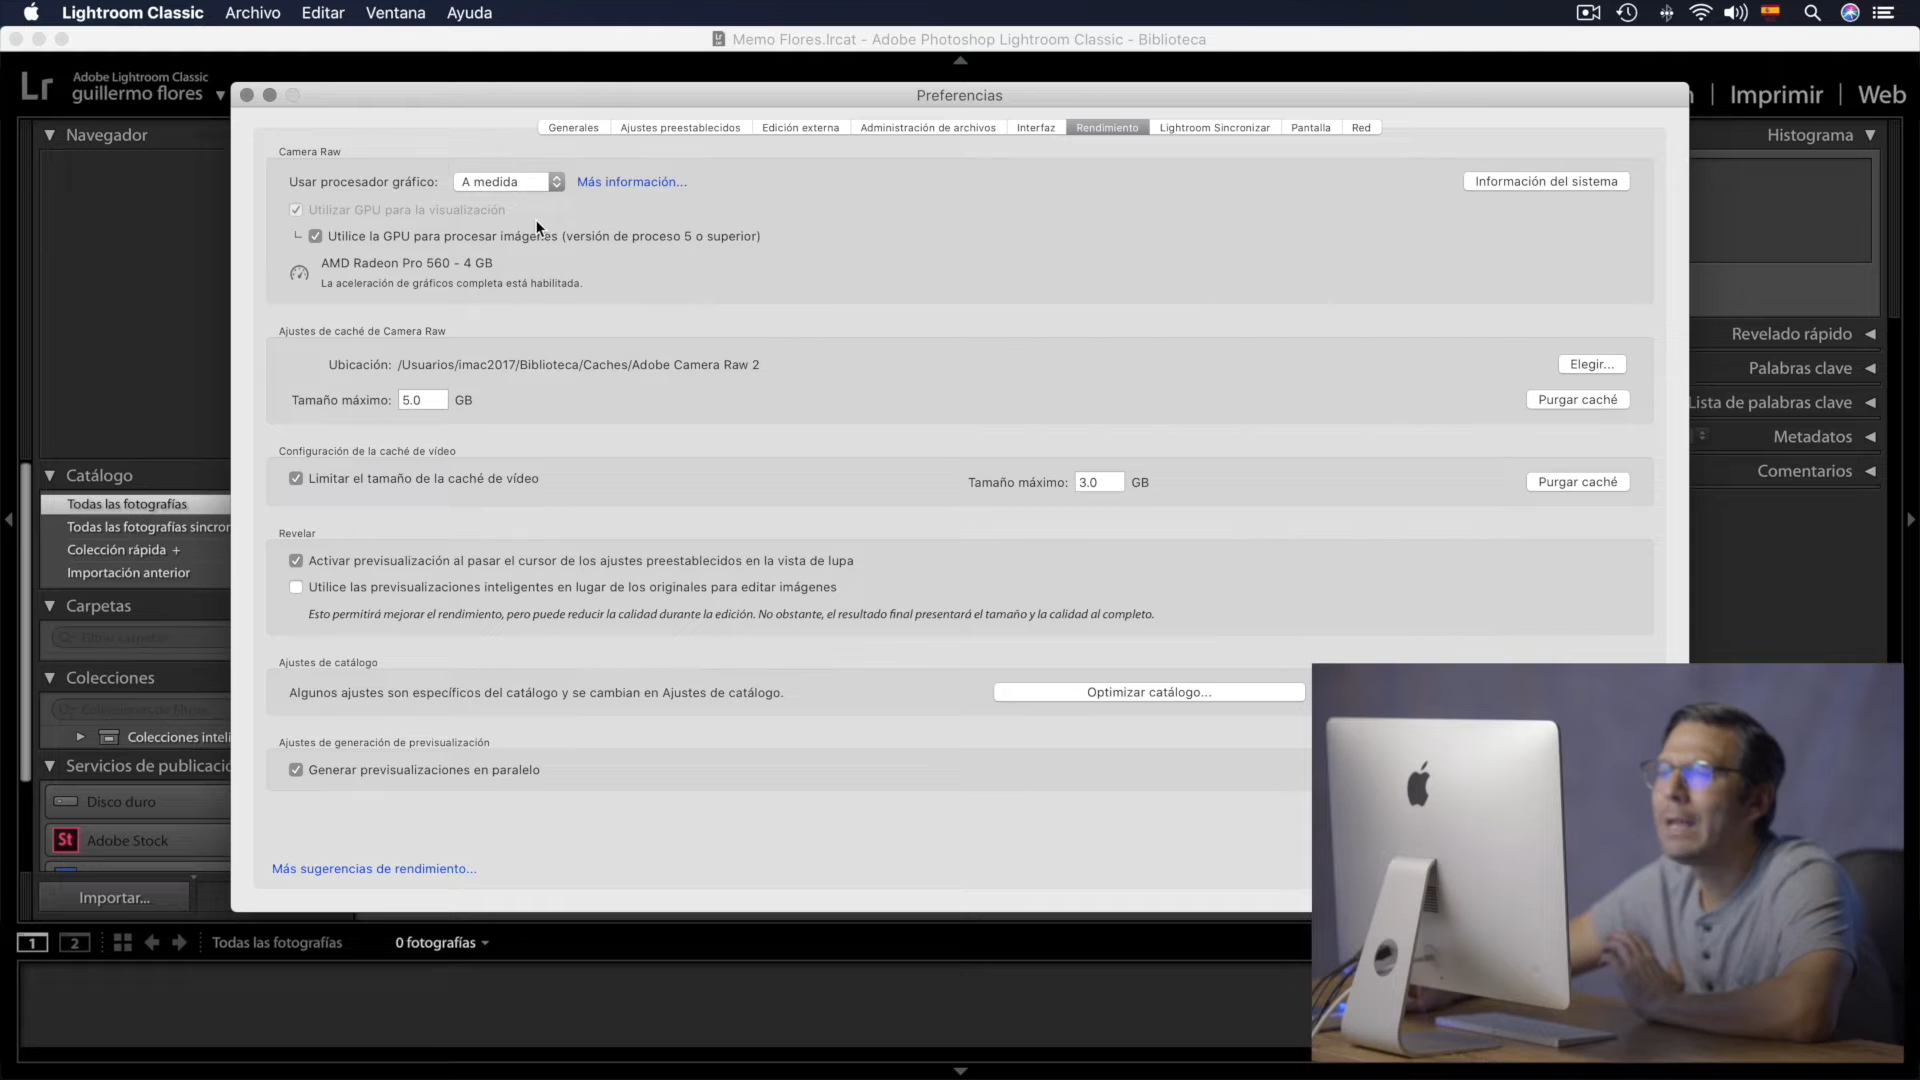 Lightroom Classic Archivo Editar Ventana Ayuda
Memo Flores.lrcat - Adobe Photoshop Lightroom Classic - Biblioteca
Lr Adobe Lightroom Classic
guillermo flores
Imprimir | Web
Preferencias
Generales Ajustes preestablecidos Edición externa Administración de archivos Interfaz Rendimiento Lightroom Sincronizar Pantalla Red
Navegador
Histograma
Camera Raw
Usar procesador gráfico: A medida Más información... Información del sistema
Utilizar GPU para la visualización
Utilice la GPU para procesar imágenes (versión de proceso 5 o superior)
AMD Radeon Pro 560 - 4 GB
La aceleración de gráficos completa está habilitada.
Ajustes de caché de Camera Raw
Revelado rápido
Ubicación: /Usuarios/imac2017/Biblioteca/Caches/Adobe Camera Raw 2 Elegir...
Palabras clave
Tamaño máximo: 5.0 GB Purgar caché
Lista de palabras clave
Metadatos
Configuración de la caché de vídeo
Comentarios
Catálogo
Limitar el tamaño de la caché de vídeo Tamaño máximo: 3.0 GB Purgar caché
Todas las fotografías
Todas las fotografías sincron
Colección rápida +
Importación anterior
Revelar
Activar previsualización al pasar el cursor de los ajustes preestablecidos en la vista de lupa
Utilice las previsualizaciones inteligentes en lugar de los originales para editar imágenes
Esto permitirá mejorar el rendimiento, pero puede reducir la calidad durante la edición. No obstante, el resultado final presentará el tamaño y la calidad al completo.
Carpetas
Filtrar carpetas
Ajustes de catálogo
Colecciones
Algunos ajustes son específicos del catálogo y se cambian en Ajustes de catálogo. Optimizar catálogo...
Colecciones inteli
Ajustes de generación de previsualización
Servicios de publicació
Generar previsualizaciones en paralelo
Disco duro
St Adobe Stock
Más sugerencias de rendimiento...
Importar...
1 2 Todas las fotografías 0 fotografías